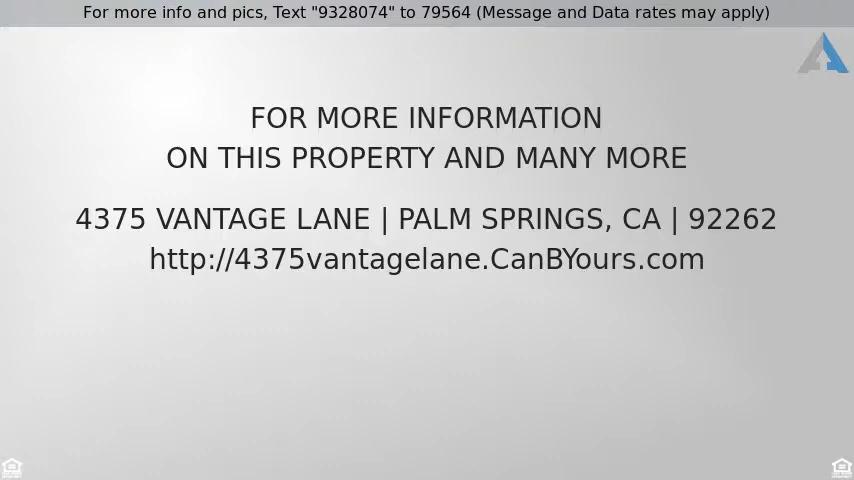 For more info and pics, Text "9328074" to 79564 (Message and Data rates may apply)
FOR MORE INFORMATION
ON THIS PROPERTY AND MANY MORE
4375 VANTAGE LANE | PALM SPRINGS, CA | 92262
http://4375vantagelane.CanBYours.com